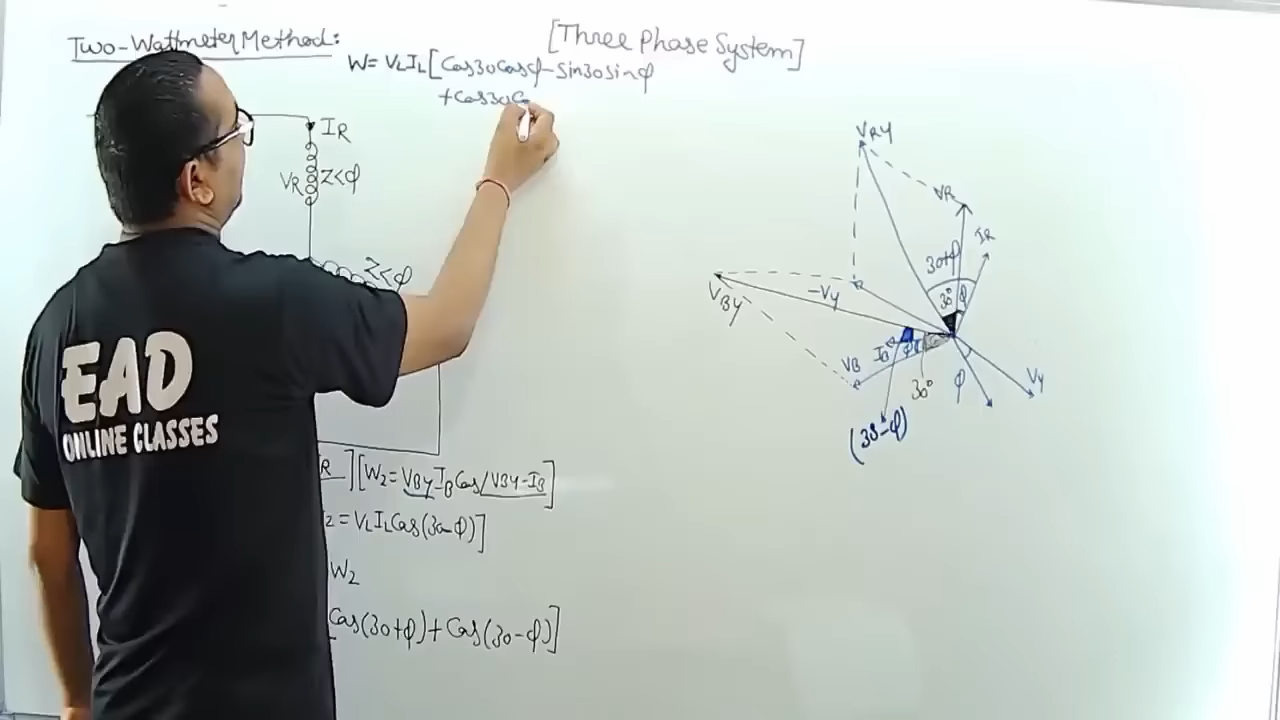 Two-Wattmeter Method:
[Three Phase System]
W= VLIL[Cos30Cosφ-Sin30Sinφ
+Cos30C
IR
VR
Z<φ
Z<φ
VRY
VR
IR
30+φ
30°
φ
-VY
VBY
VB
IB
φ
30°
φ
VY
(30-φ)
EAD
ONLINE CLASSES
IR ] [W2= VBY IB Cos/VBY-IB]
2 = VLILCos(30-φ)]
W2
Cos(30+φ)+Cos(30-φ)]